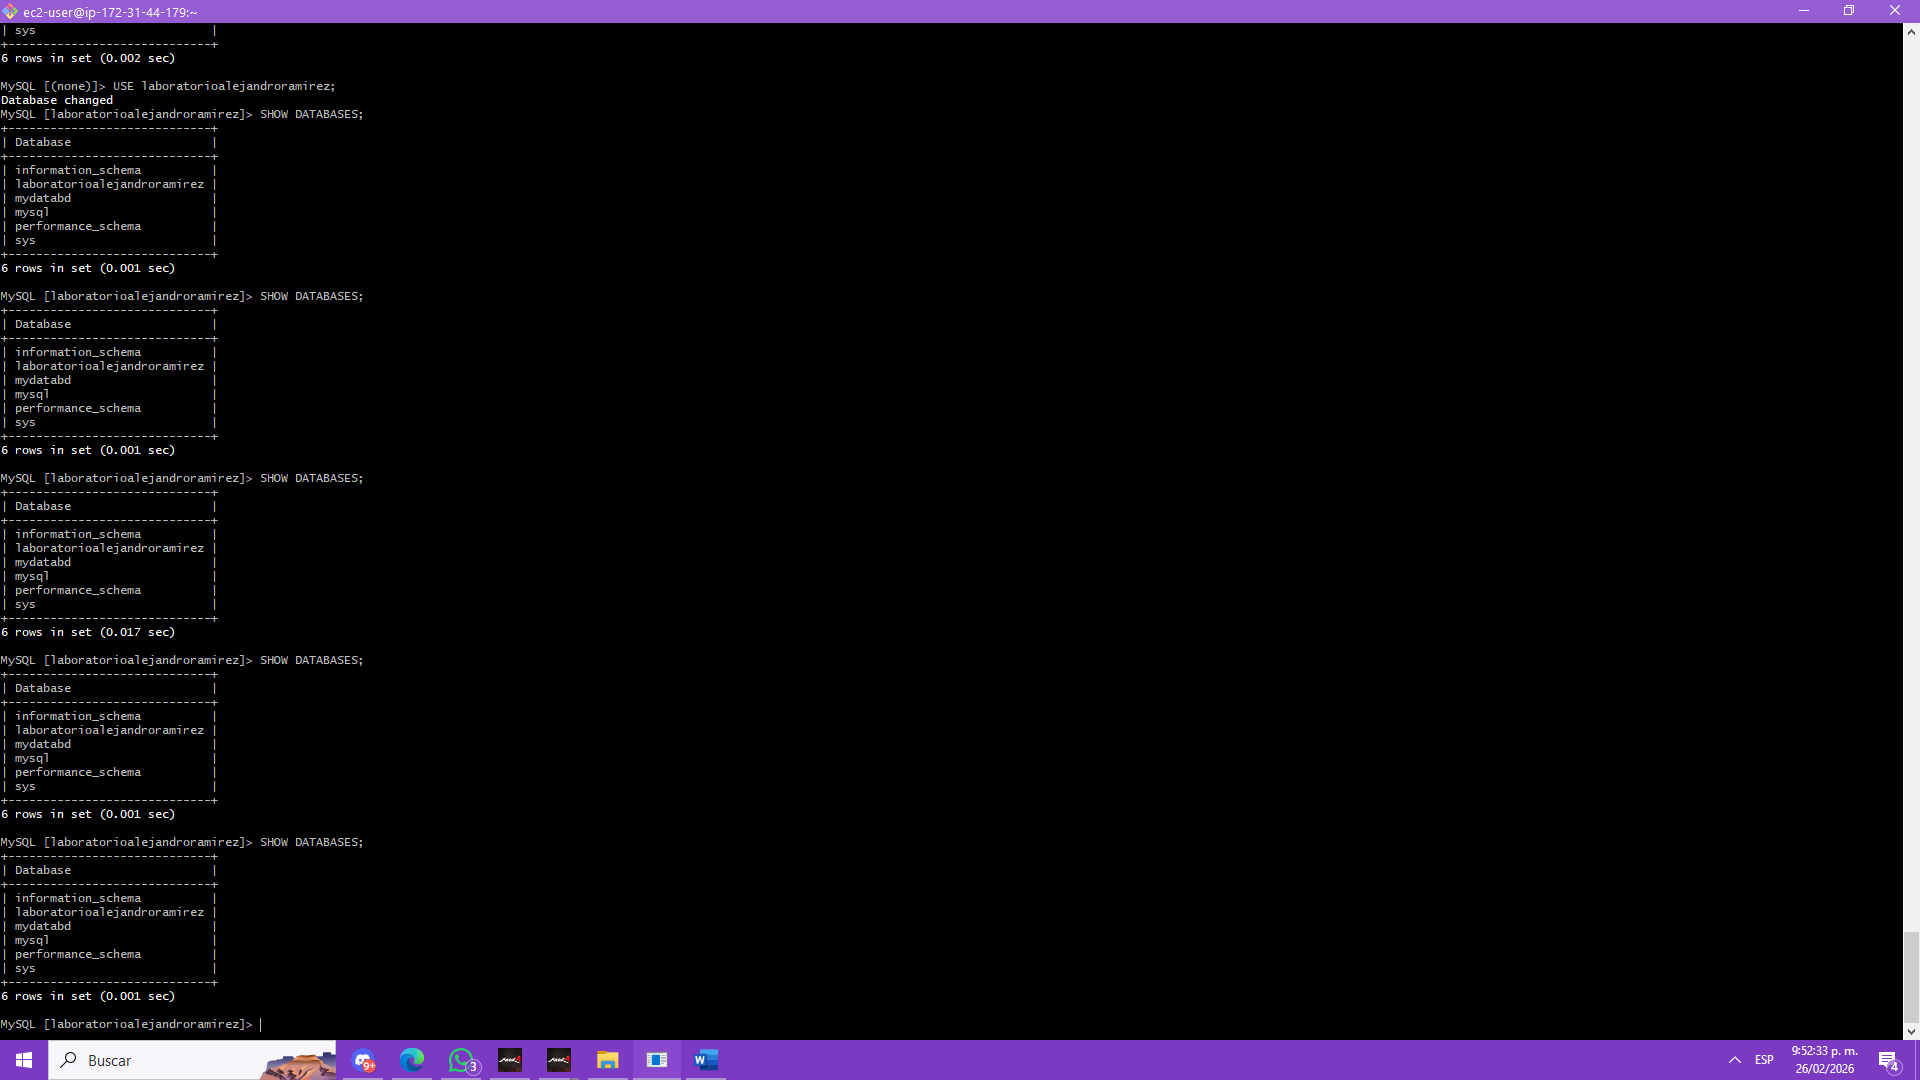 ec2-user@ip-172-31-44-179:~
| sys                         |
+-----------------------------+
6 rows in set (0.002 sec)
MySQL [(none)]> USE laboratorioalejandroramirez;
Database changed
MySQL [laboratorioalejandroramirez]> SHOW DATABASES;
+-----------------------------+
| Database                    |
+-----------------------------+
| information_schema          |
| laboratorioalejandroramirez |
| mydatabd                    |
| mysql                       |
| performance_schema          |
| sys                         |
+-----------------------------+
6 rows in set (0.001 sec)
MySQL [laboratorioalejandroramirez]> SHOW DATABASES;
+-----------------------------+
| Database                    |
+-----------------------------+
| information_schema          |
| laboratorioalejandroramirez |
| mydatabd                    |
| mysql                       |
| performance_schema          |
| sys                         |
+-----------------------------+
6 rows in set (0.001 sec)
MySQL [laboratorioalejandroramirez]> SHOW DATABASES;
+-----------------------------+
| Database                    |
+-----------------------------+
| information_schema          |
| laboratorioalejandroramirez |
| mydatabd                    |
| mysql                       |
| performance_schema          |
| sys                         |
+-----------------------------+
6 rows in set (0.017 sec)
MySQL [laboratorioalejandroramirez]> SHOW DATABASES;
+-----------------------------+
| Database                    |
+-----------------------------+
| information_schema          |
| laboratorioalejandroramirez |
| mydatabd                    |
| mysql                       |
| performance_schema          |
| sys                         |
+-----------------------------+
6 rows in set (0.001 sec)
MySQL [laboratorioalejandroramirez]> SHOW DATABASES;
+-----------------------------+
| Database                    |
+-----------------------------+
| information_schema          |
| laboratorioalejandroramirez |
| mydatabd                    |
| mysql                       |
| performance_schema          |
| sys                         |
+-----------------------------+
6 rows in set (0.001 sec)
MySQL [laboratorioalejandroramirez]>
Buscar
9+
3
W
ESP
9:52:33 p. m.
26/02/2026
4